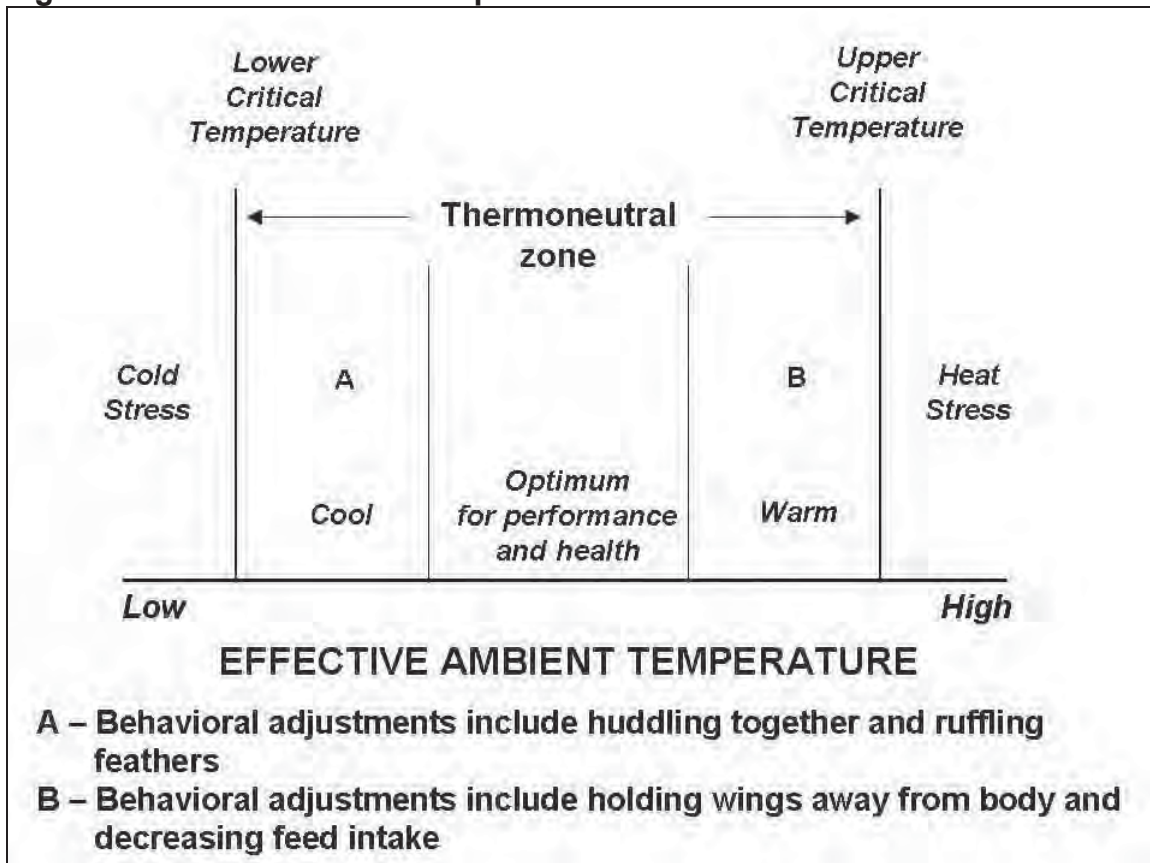 Lower
Critical
Temperature
Upper
Critical
Temperature
Thermoneutral
zone
Cold
Stress
A
B
Heat
Stress
Cool
Optimum
for performance
and health
Warm
Low
High
EFFECTIVE AMBIENT TEMPERATURE
A – Behavioral adjustments include huddling together and ruffling
feathers
B – Behavioral adjustments include holding wings away from body and
decreasing feed intake